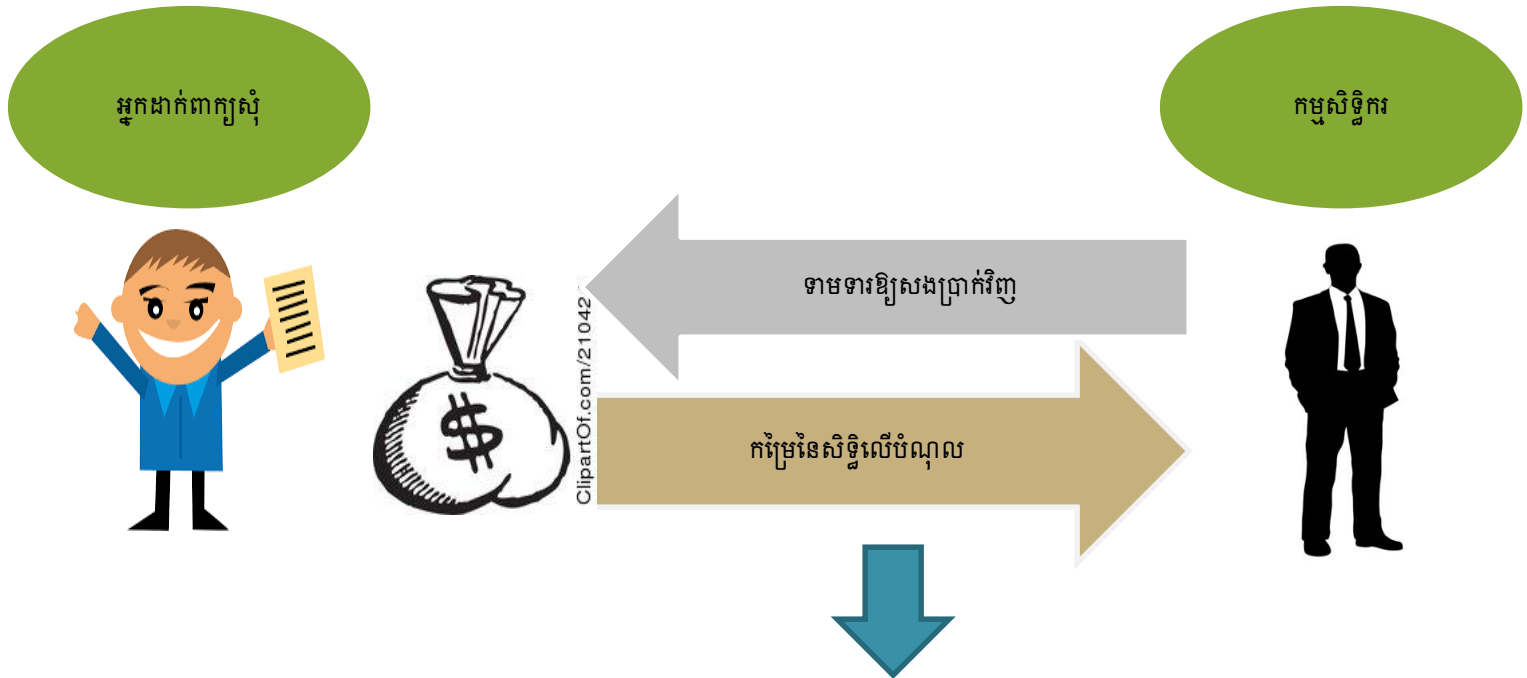 អ្នកដាក់ពាក្យសុំ
កម្មសិទ្ធិករ
ទាមទារឱ្យសងប្រាក់វិញ
ClipartOf.com/21042
កម្រៃនៃសិទ្ធិលើបំណុល